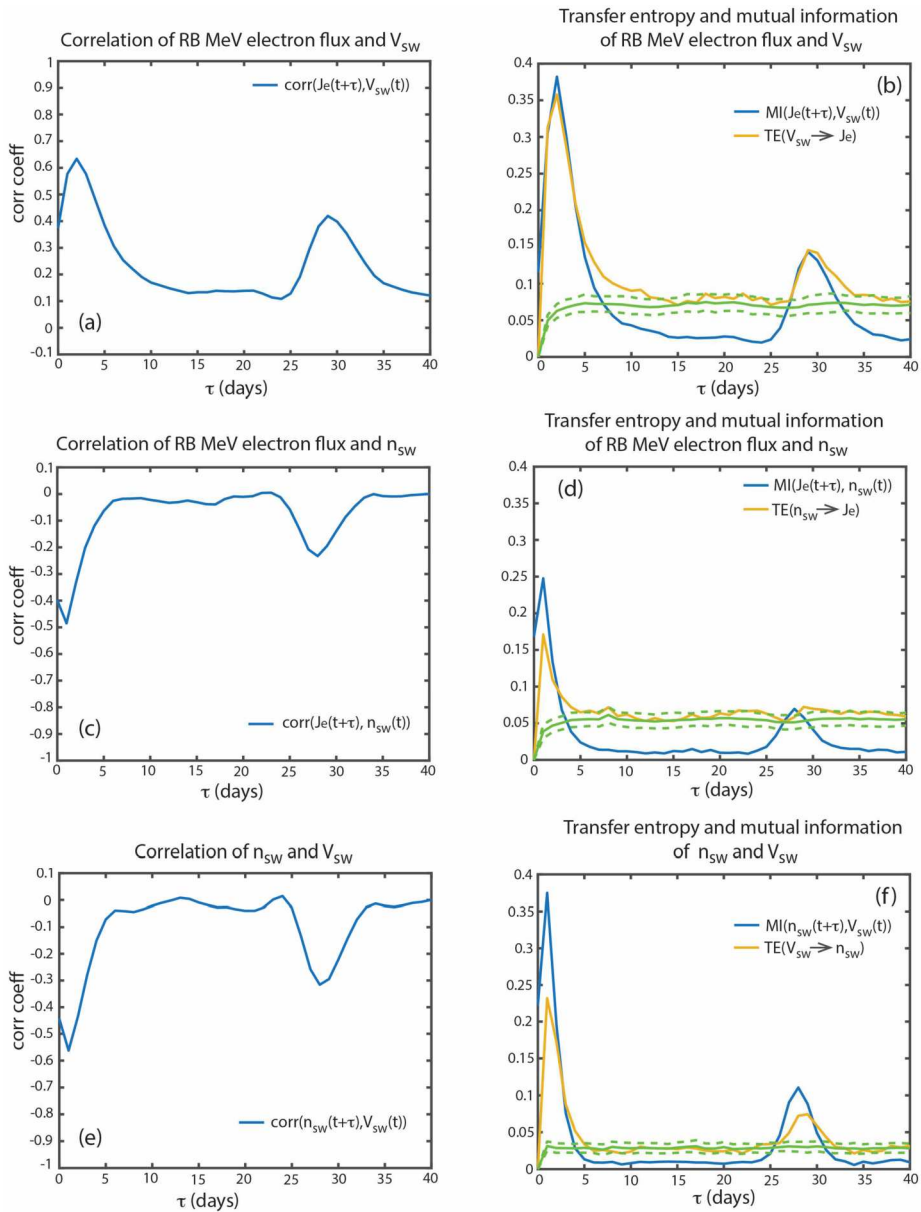 Correlation of RB MeV electron flux and Vsw
1
0.9
0.8
0.7
0.6
0.5
0.4
0.3
0.2
0.1
0
-0.1
corr coeff
corr(Je(t+τ),Vsw(t))
(a)
0 5 10 15 20 25 30 35 40
τ (days)
Transfer entropy and mutual information
of RB MeV electron flux and Vsw
0.4
0.35
0.3
0.25
0.2
0.15
0.1
0.05
0
(b)
MI(Je(t+τ),Vsw(t))
TE(Vsw→ Je)
0 5 10 15 20 25 30 35 40
τ (days)
Correlation of RB MeV electron flux and nsw
0.1
0
-0.1
-0.2
-0.3
-0.4
-0.5
-0.6
-0.7
-0.8
-0.9
-1
corr coeff
(c)
corr(Je(t+τ), nsw(t))
0 5 10 15 20 25 30 35 40
τ (days)
Transfer entropy and mutual information
of RB MeV electron flux and nsw
0.4
0.35
0.3
0.25
0.2
0.15
0.1
0.05
0
(d)
MI(Je(t+τ), nsw(t))
TE(nsw→ Je)
0 5 10 15 20 25 30 35 40
τ (days)
Correlation of nsw and Vsw
0.1
0
-0.1
-0.2
-0.3
-0.4
-0.5
-0.6
-0.7
-0.8
-0.9
-1
corr coeff
(e)
corr(nsw(t+τ),Vsw(t))
0 5 10 15 20 25 30 35 40
τ (days)
Transfer entropy and mutual information
of nsw and Vsw
0.4
0.35
0.3
0.25
0.2
0.15
0.1
0.05
0
(f)
MI(nsw(t+τ),Vsw(t))
TE(Vsw→ nsw)
0 5 10 15 20 25 30 35 40
τ (days)